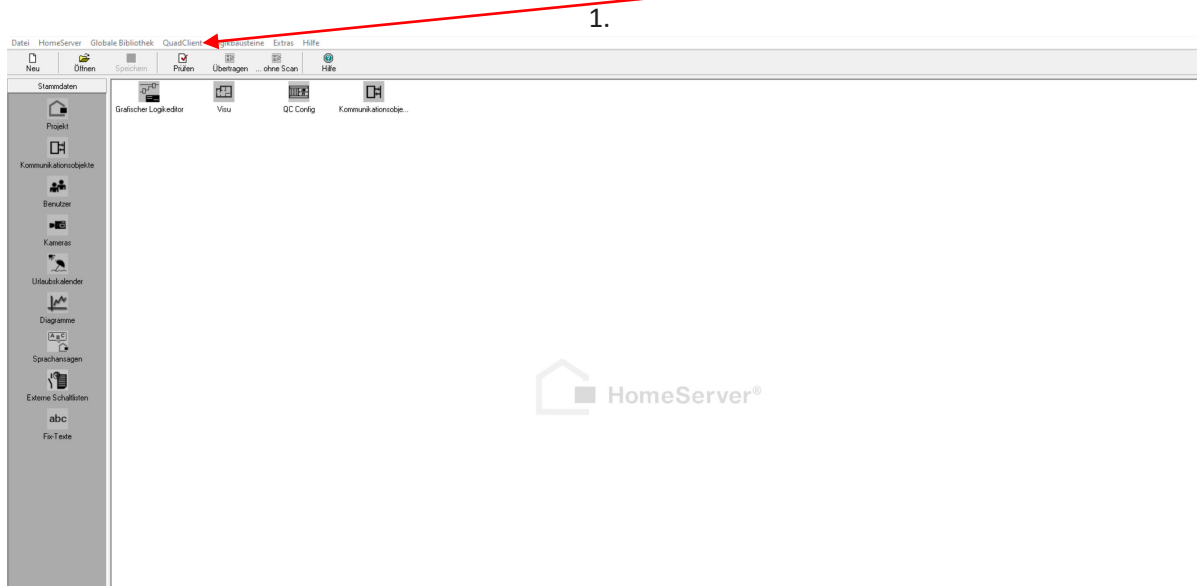 1.
Datei HomeServer Globale Bibliothek QuadClient Logikbausteine Extras Hilfe
Neu Öffnen Speichern Prüfen Übertragen ... ohne Scan Hilfe
Stammdaten
Grafischer Logikeditor Visu QC Config Kommunikationsobje...
Projekt
Kommunikationsobjekte
Benutzer
Kameras
Urlaubskalender
Diagramme
Sprachansagen
Externe Schaltlisten
abc
Fix-Texte
HomeServer®